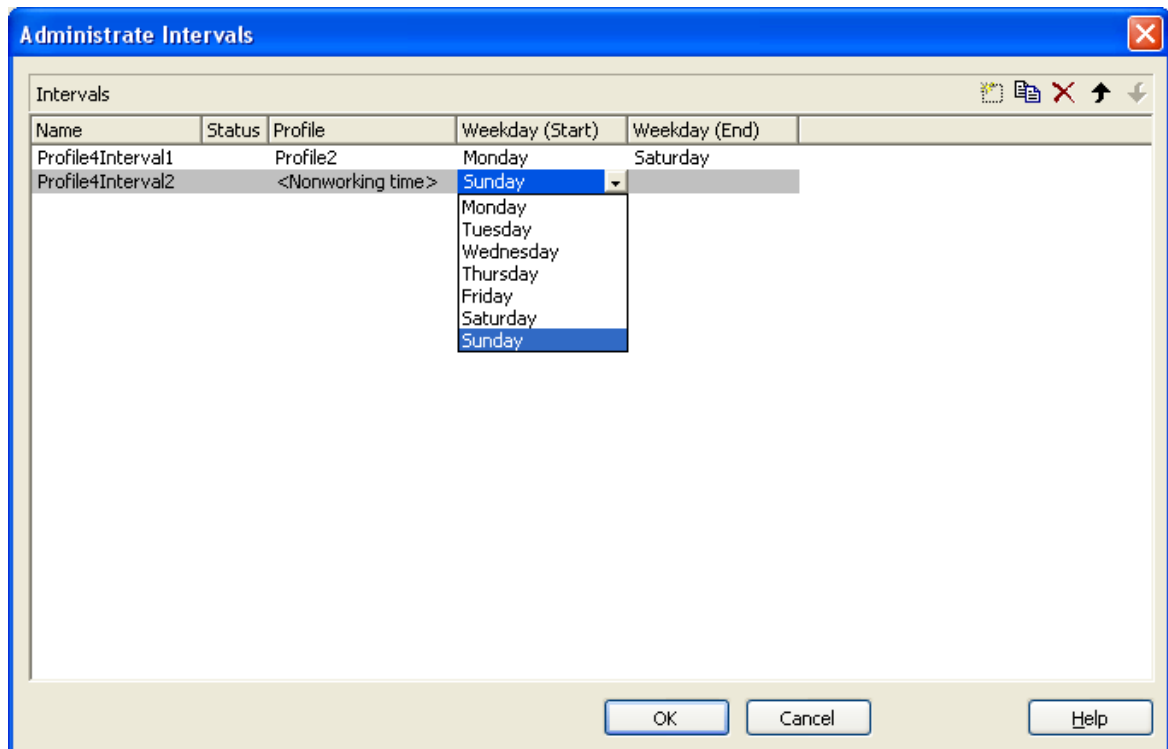 Administrate Intervals
Intervals
Name Status Profile Weekday (Start) Weekday (End)
Profile4Interval1 Profile2 Monday Saturday
Profile4Interval2 <Nonworking time> Sunday
Monday
Tuesday
Wednesday
Thursday
Friday
Saturday
Sunday
OK Cancel Help